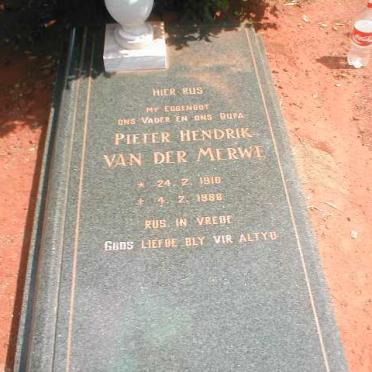 HIER RUS
MY EGGENOOT
ONS VADER EN ONS OUPA
PIETER HENDRIK
VAN DER MERWE
* 24. 2. 1910
+ 4. 2. 1988
RUS IN VREDE
GODS LIEFDE BLY VIR ALTYD